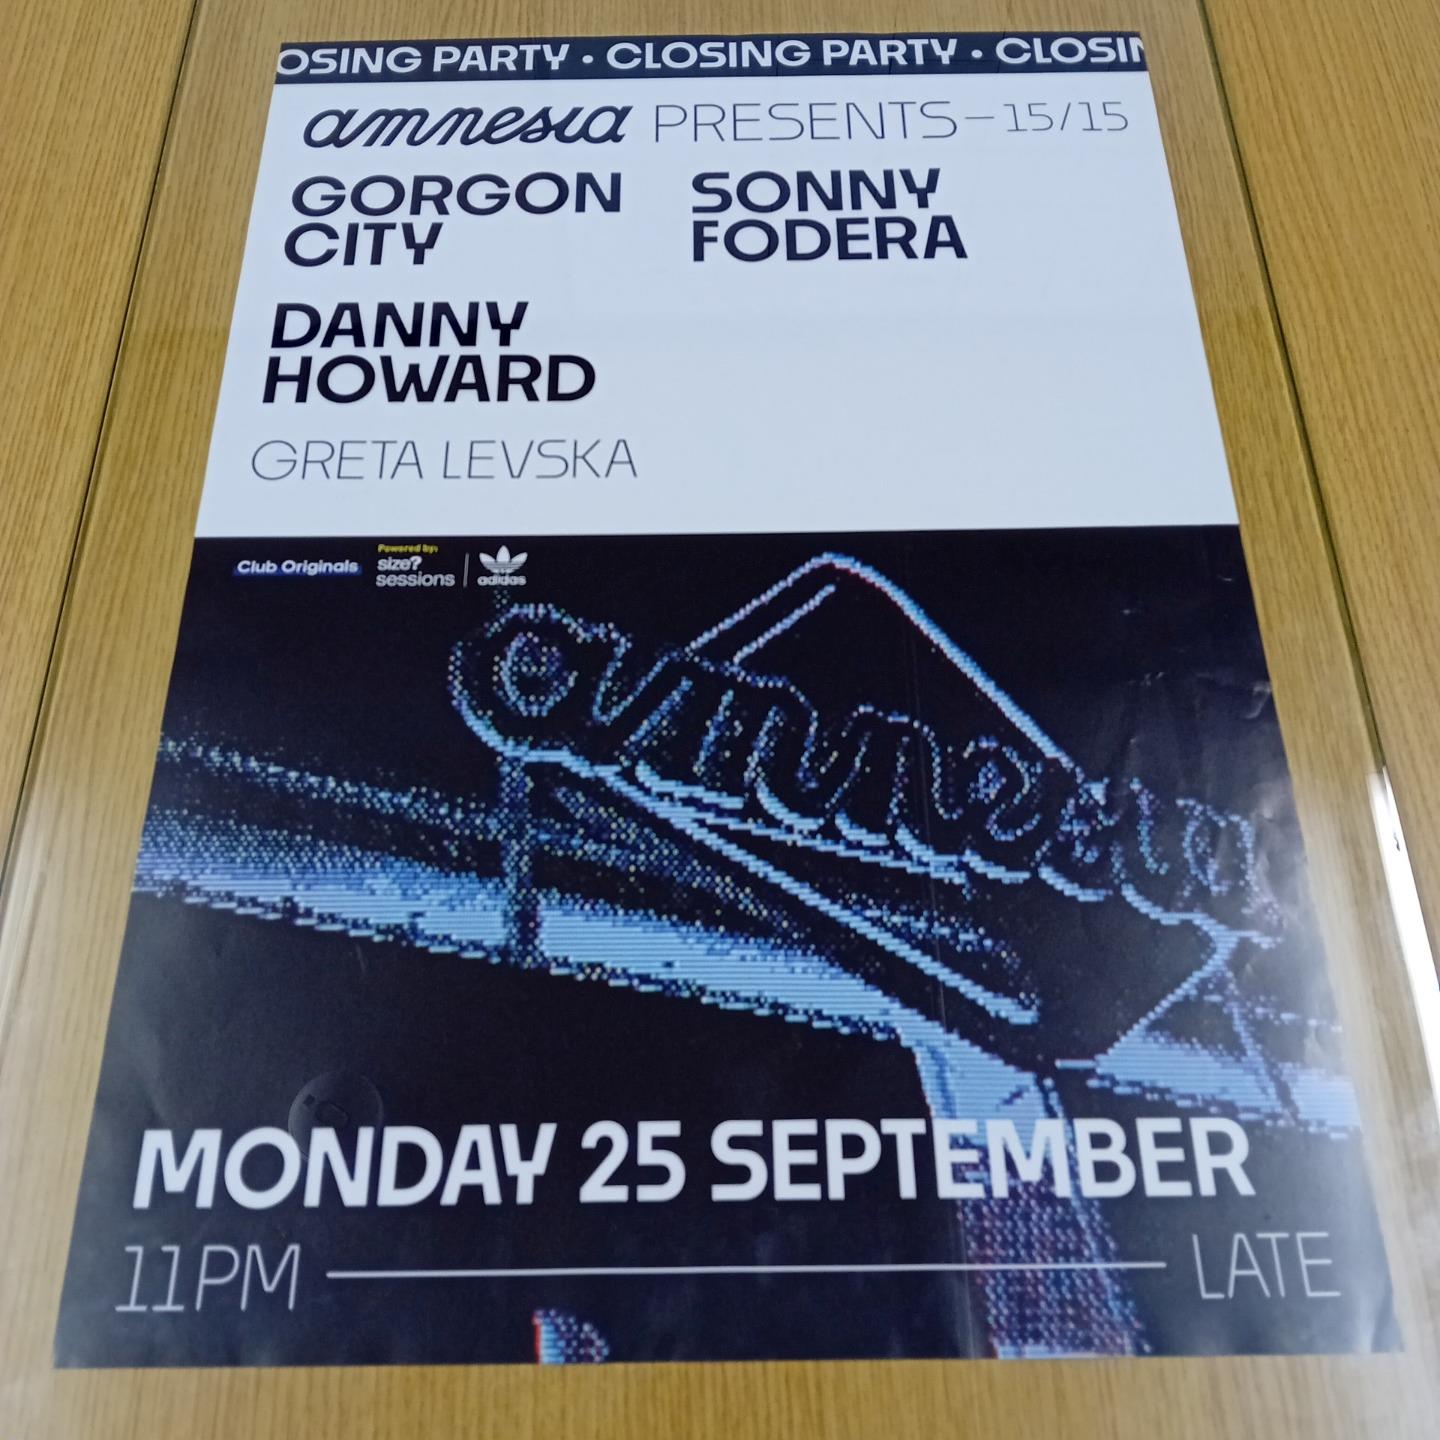 OSING PARTY • CLOSING PARTY • CLOSIN
amnesia PRESENTS — 15/15
GORGON
CITY
SONNY
FODERA
DANNY
HOWARD
GRETA LEVSKA
Club Originals
Powered by:
size?
sessions
adidas
amnesia
MONDAY 25 SEPTEMBER
11PM LATE